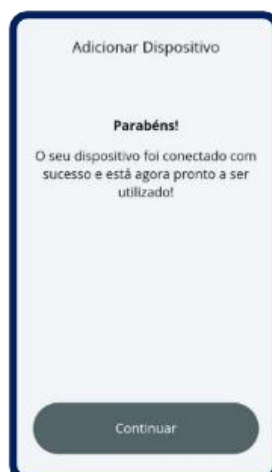 Adicionar Dispositivo
Parabéns!
O seu dispositivo foi conectado com
sucesso e está agora pronto a ser
utilizado!
Continuar